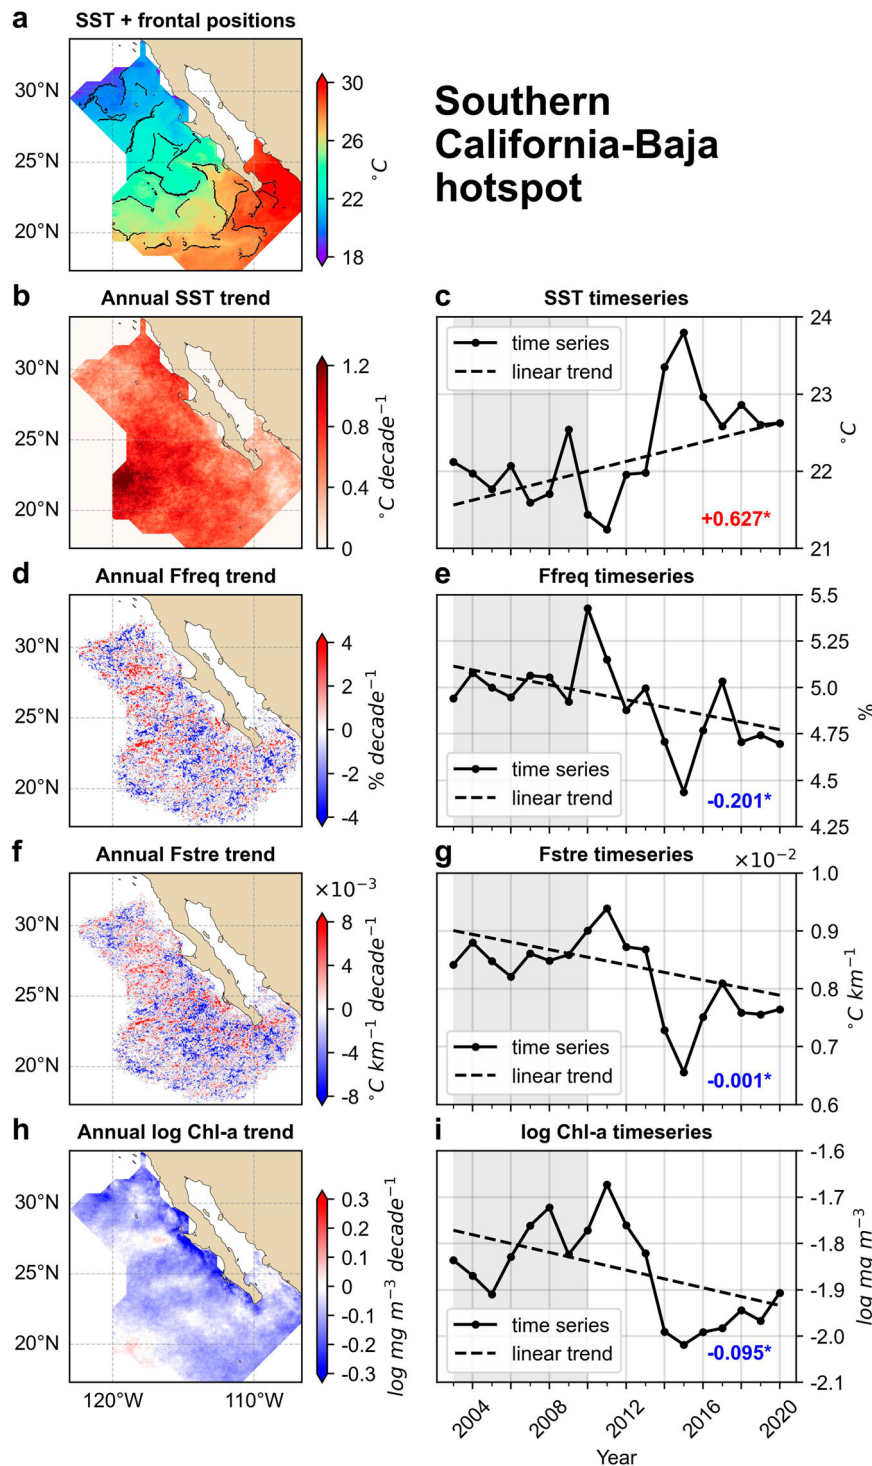 a SST + frontal positions
30°N
25°N
20°N
30
26
22
18
°C
Southern
California-Baja
hotspot
b Annual SST trend
30°N
25°N
20°N
1.2
0.8
0.4
0
°C decade⁻¹
c SST timeseries
time series
linear trend
24
23
22
21
°C
+0.627*
d Annual Ffreq trend
30°N
25°N
20°N
4
2
0
-2
-4
% decade⁻¹
e Ffreq timeseries
5.5
5.25
5.0
4.75
4.5
4.25
%
time series
linear trend
-0.201*
f Annual Fstre trend
30°N
25°N
20°N
×10⁻³
8
4
0
-4
-8
°C km⁻¹ decade⁻¹
g Fstre timeseries
×10⁻²
1.0
0.9
0.8
0.7
0.6
°C km⁻¹
time series
linear trend
-0.001*
h Annual log Chl-a trend
30°N
25°N
20°N
120°W
110°W
0.3
0.2
0.1
0
-0.1
-0.2
-0.3
log mg m⁻³ decade⁻¹
i log Chl-a timeseries
-1.6
-1.7
-1.8
-1.9
-2.0
-2.1
log mg m⁻³
time series
linear trend
-0.095*
2004
2008
2012
2016
2020
Year